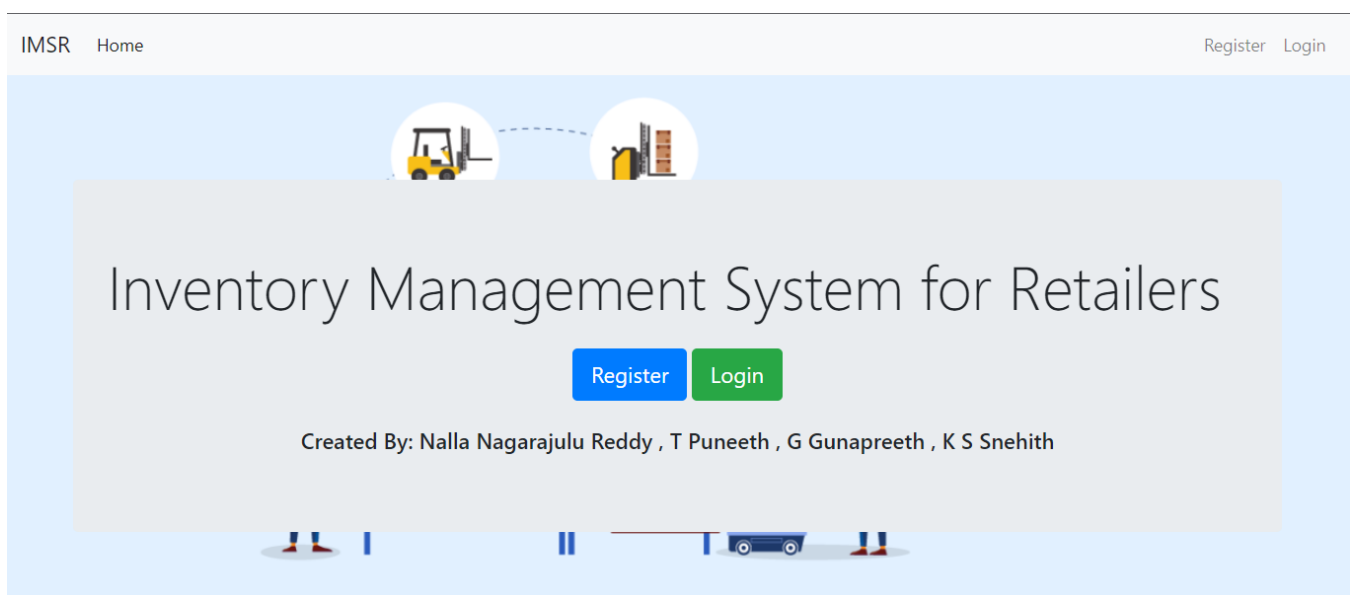 IMSR Home Register Login
Inventory Management System for Retailers
Register Login
Created By: Nalla Nagarajulu Reddy , T Puneeth , G Gunapreeth , K S Snehith